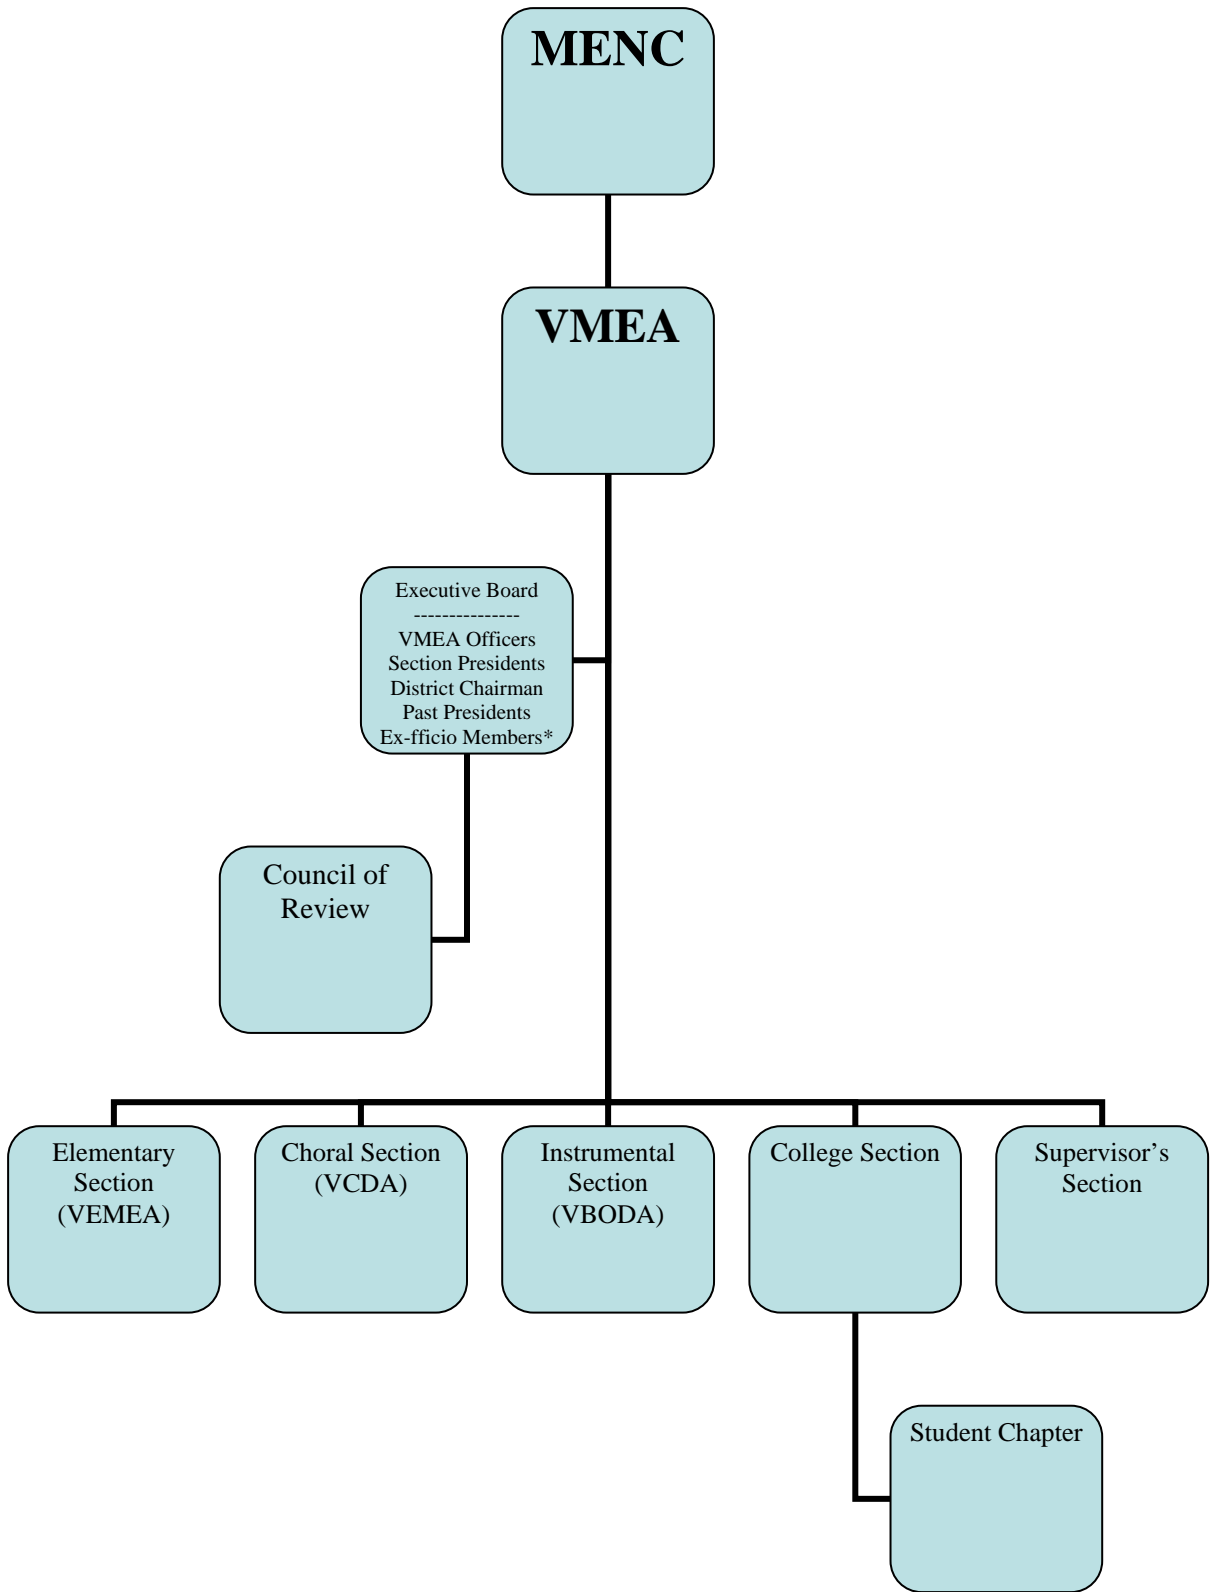 MENC
VMEA
Executive Board
---------------
VMEA Officers
Section Presidents
District Chairman
Past Presidents
Ex-fficio Members*
Council of
Review
Elementary
Section
(VEMEA)
Choral Section
(VCDA)
Instrumental
Section
(VBODA)
College Section
Supervisor’s
Section
Student Chapter